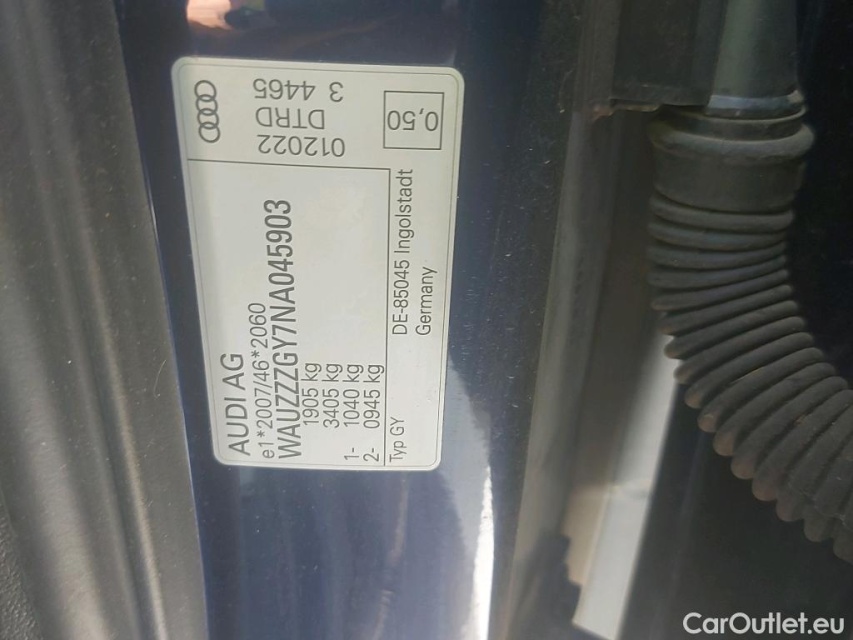 AUDI AG
e1*2007/46*2060
WAUZZZGY7NA045903
1905 kg
3405 kg
1- 1040 kg
2- 0945 kg
Typ GY
DE-85045 Ingolstadt
Germany
012022
DTRD
3 4465
0,50
CarOutlet.eu